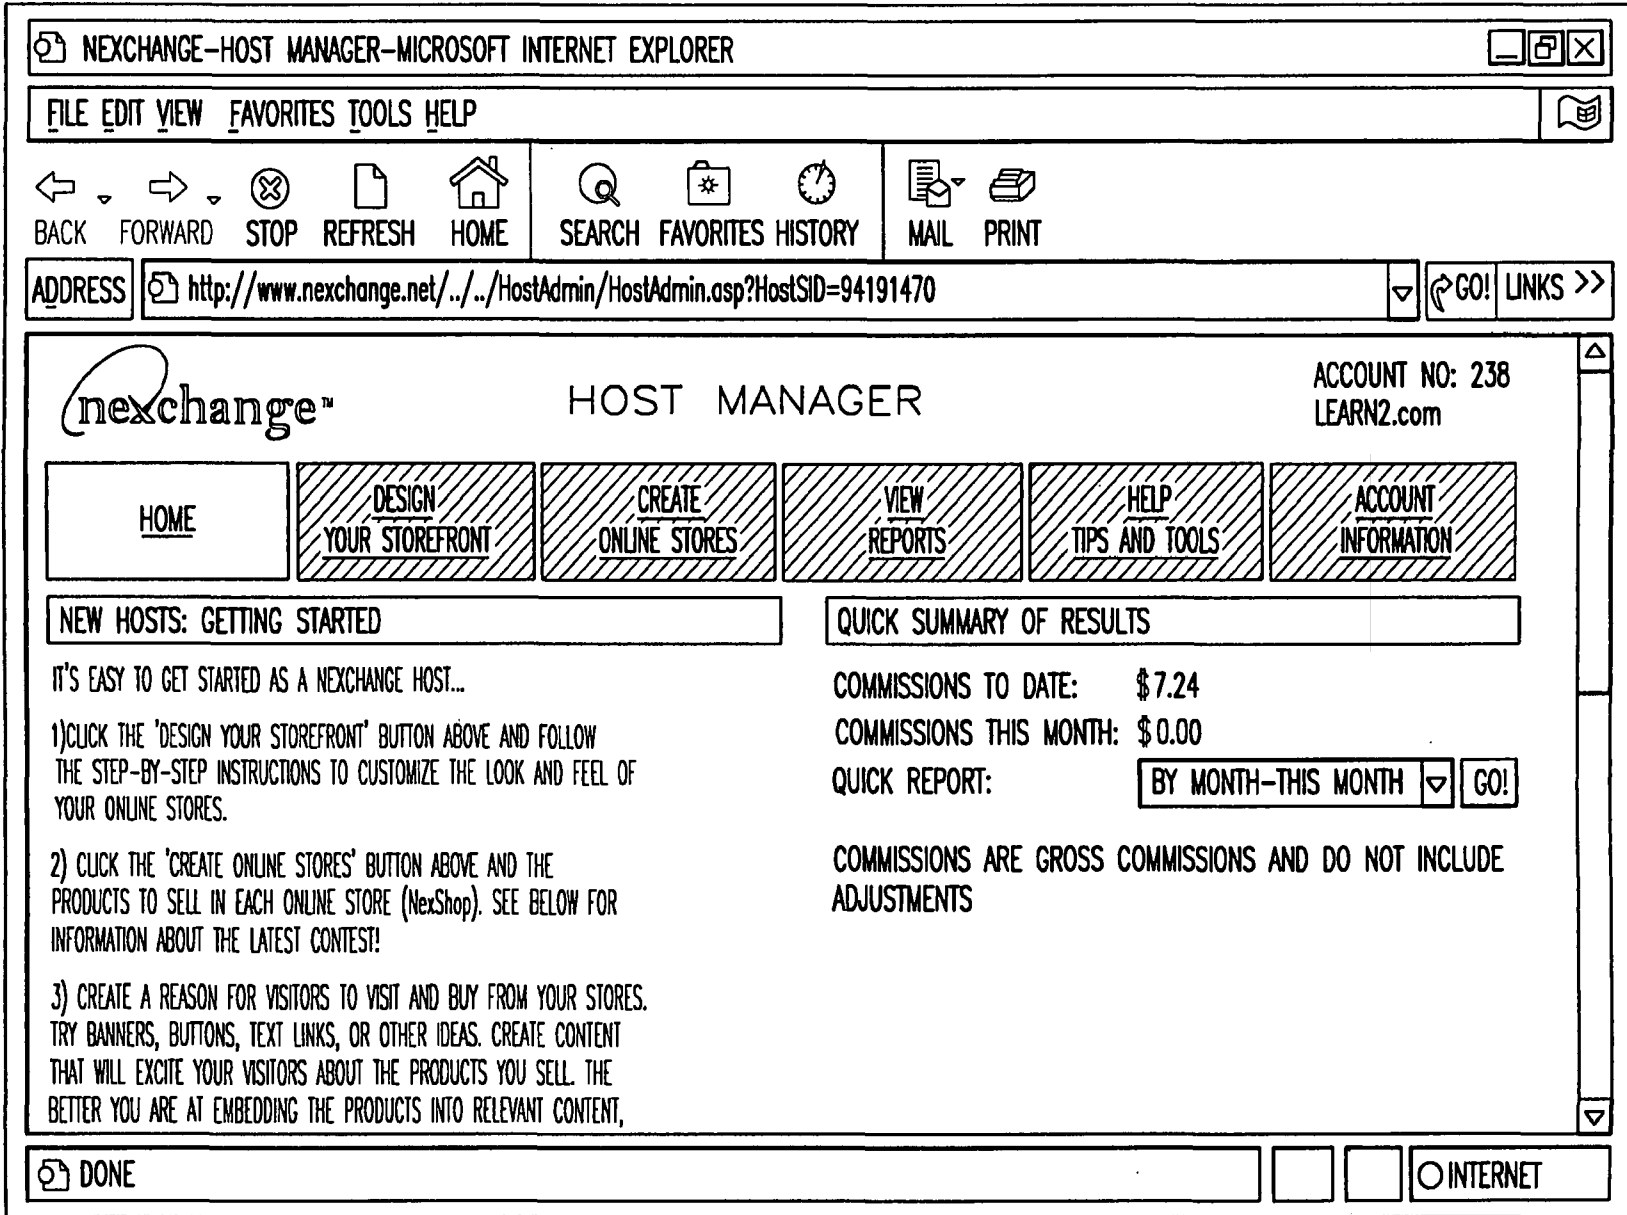 NEXCHANGE-HOST MANAGER-MICROSOFT INTERNET EXPLORER
FILE EDIT VIEW FAVORITES TOOLS HELP
BACK FORWARD STOP REFRESH HOME SEARCH FAVORITES HISTORY MAIL PRINT
ADDRESS http://www.nexchange.net/../../HostAdmin/HostAdmin.asp?HostSID=94191470 GO! LINKS >>
nexchange™ HOST MANAGER
ACCOUNT NO: 238
LEARN2.com
HOME
DESIGN
YOUR STOREFRONT
CREATE
ONLINE STORES
VIEW
REPORTS
HELP
TIPS AND TOOLS
ACCOUNT
INFORMATION
NEW HOSTS: GETTING STARTED
IT'S EASY TO GET STARTED AS A NEXCHANGE HOST...
1)CLICK THE 'DESIGN YOUR STOREFRONT' BUTTON ABOVE AND FOLLOW
THE STEP-BY-STEP INSTRUCTIONS TO CUSTOMIZE THE LOOK AND FEEL OF
YOUR ONLINE STORES.
2) CLICK THE 'CREATE ONLINE STORES' BUTTON ABOVE AND THE
PRODUCTS TO SELL IN EACH ONLINE STORE (NexShop). SEE BELOW FOR
INFORMATION ABOUT THE LATEST CONTEST!
3) CREATE A REASON FOR VISITORS TO VISIT AND BUY FROM YOUR STORES.
TRY BANNERS, BUTTONS, TEXT LINKS, OR OTHER IDEAS. CREATE CONTENT
THAT WILL EXCITE YOUR VISITORS ABOUT THE PRODUCTS YOU SELL. THE
BETTER YOU ARE AT EMBEDDING THE PRODUCTS INTO RELEVANT CONTENT,
QUICK SUMMARY OF RESULTS
COMMISSIONS TO DATE: $7.24
COMMISSIONS THIS MONTH: $0.00
QUICK REPORT: BY MONTH-THIS MONTH GO!
COMMISSIONS ARE GROSS COMMISSIONS AND DO NOT INCLUDE
ADJUSTMENTS
DONE
INTERNET